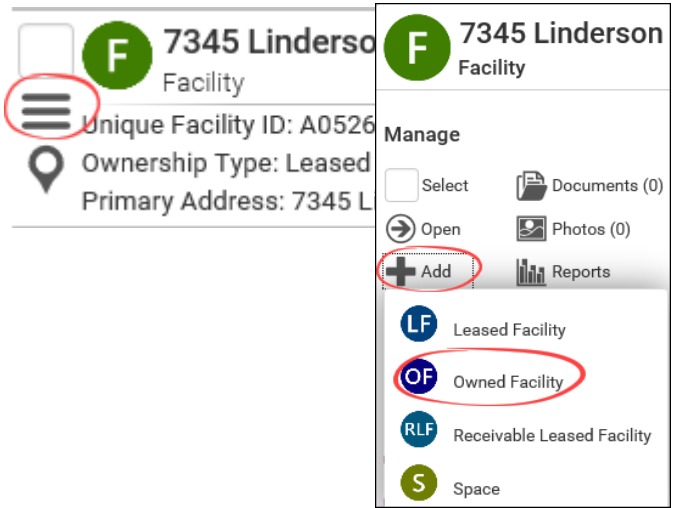 F
7345 Linderso
Facility
Unique Facility ID: A0526
Ownership Type: Leased
Primary Address: 7345 L
F
7345 Linderson
Facility
Manage
Select
Documents (0)
Open
Photos (0)
Add
Reports
LF Leased Facility
OF Owned Facility
RLF Receivable Leased Facility
S Space